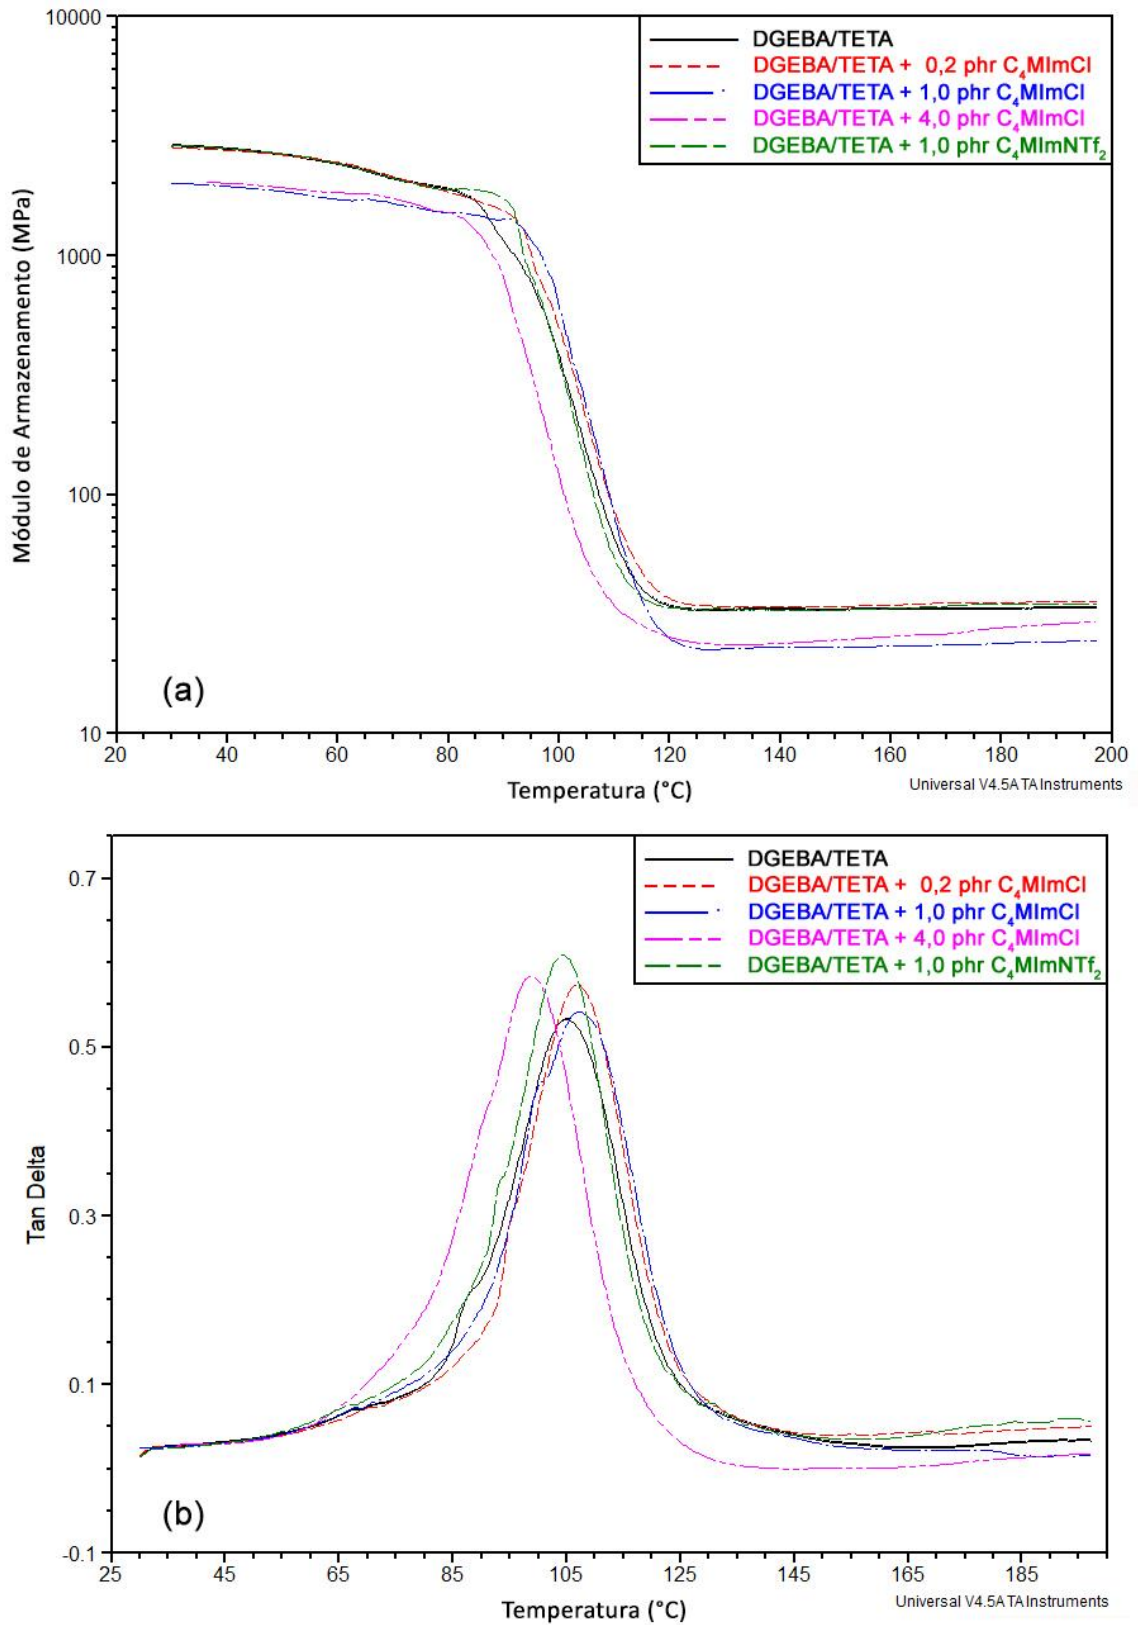 10000
1000
100
10
Módulo de Armazenamento (MPa)
DGEBA/TETA
DGEBA/TETA + 0,2 phr C₄MImCl
DGEBA/TETA + 1,0 phr C₄MImCl
DGEBA/TETA + 4,0 phr C₄MImCl
DGEBA/TETA + 1,0 phr C₄MImNTf₂
(a)
20 40 60 80 100 120 140 160 180 200
Temperatura (°C)
Universal V4.5A TA Instruments
0.7
0.5
0.3
0.1
-0.1
Tan Delta
DGEBA/TETA
DGEBA/TETA + 0,2 phr C₄MImCl
DGEBA/TETA + 1,0 phr C₄MImCl
DGEBA/TETA + 4,0 phr C₄MImCl
DGEBA/TETA + 1,0 phr C₄MImNTf₂
(b)
25 45 65 85 105 125 145 165 185
Temperatura (°C)
Universal V4.5A TA Instruments